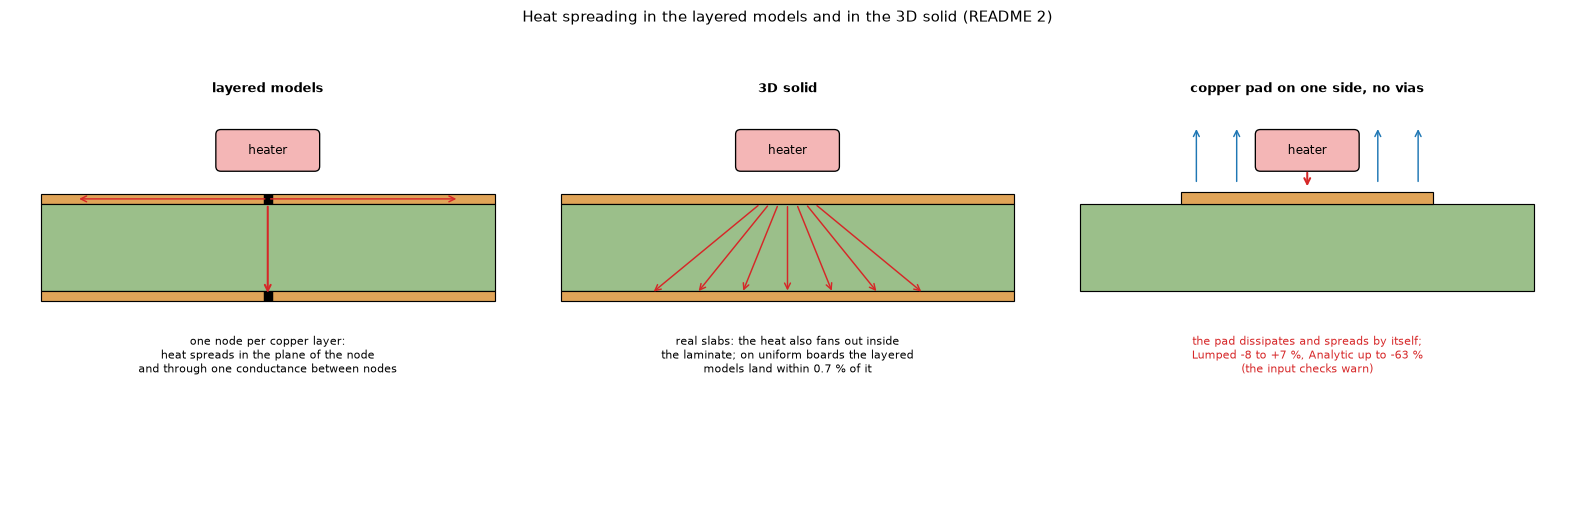 Heat spreading in the layered models and in the 3D solid (README 2)
layered models
heater
one node per copper layer:
heat spreads in the plane of the node
and through one conductance between nodes
3D solid
heater
real slabs: the heat also fans out inside
the laminate; on uniform boards the layered
models land within 0.7 % of it
copper pad on one side, no vias
heater
the pad dissipates and spreads by itself;
Lumped -8 to +7 %, Analytic up to -63 %
(the input checks warn)